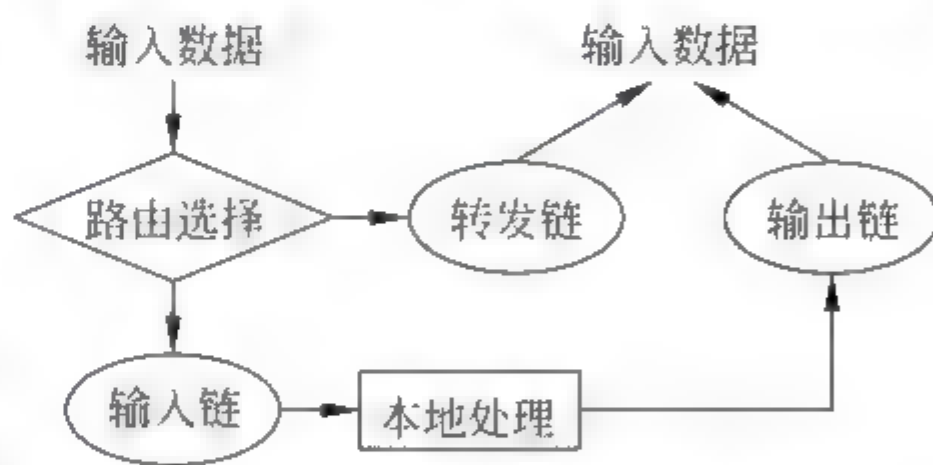 输入数据
输入数据
路由选择
转发链
输出链
输入链
本地处理